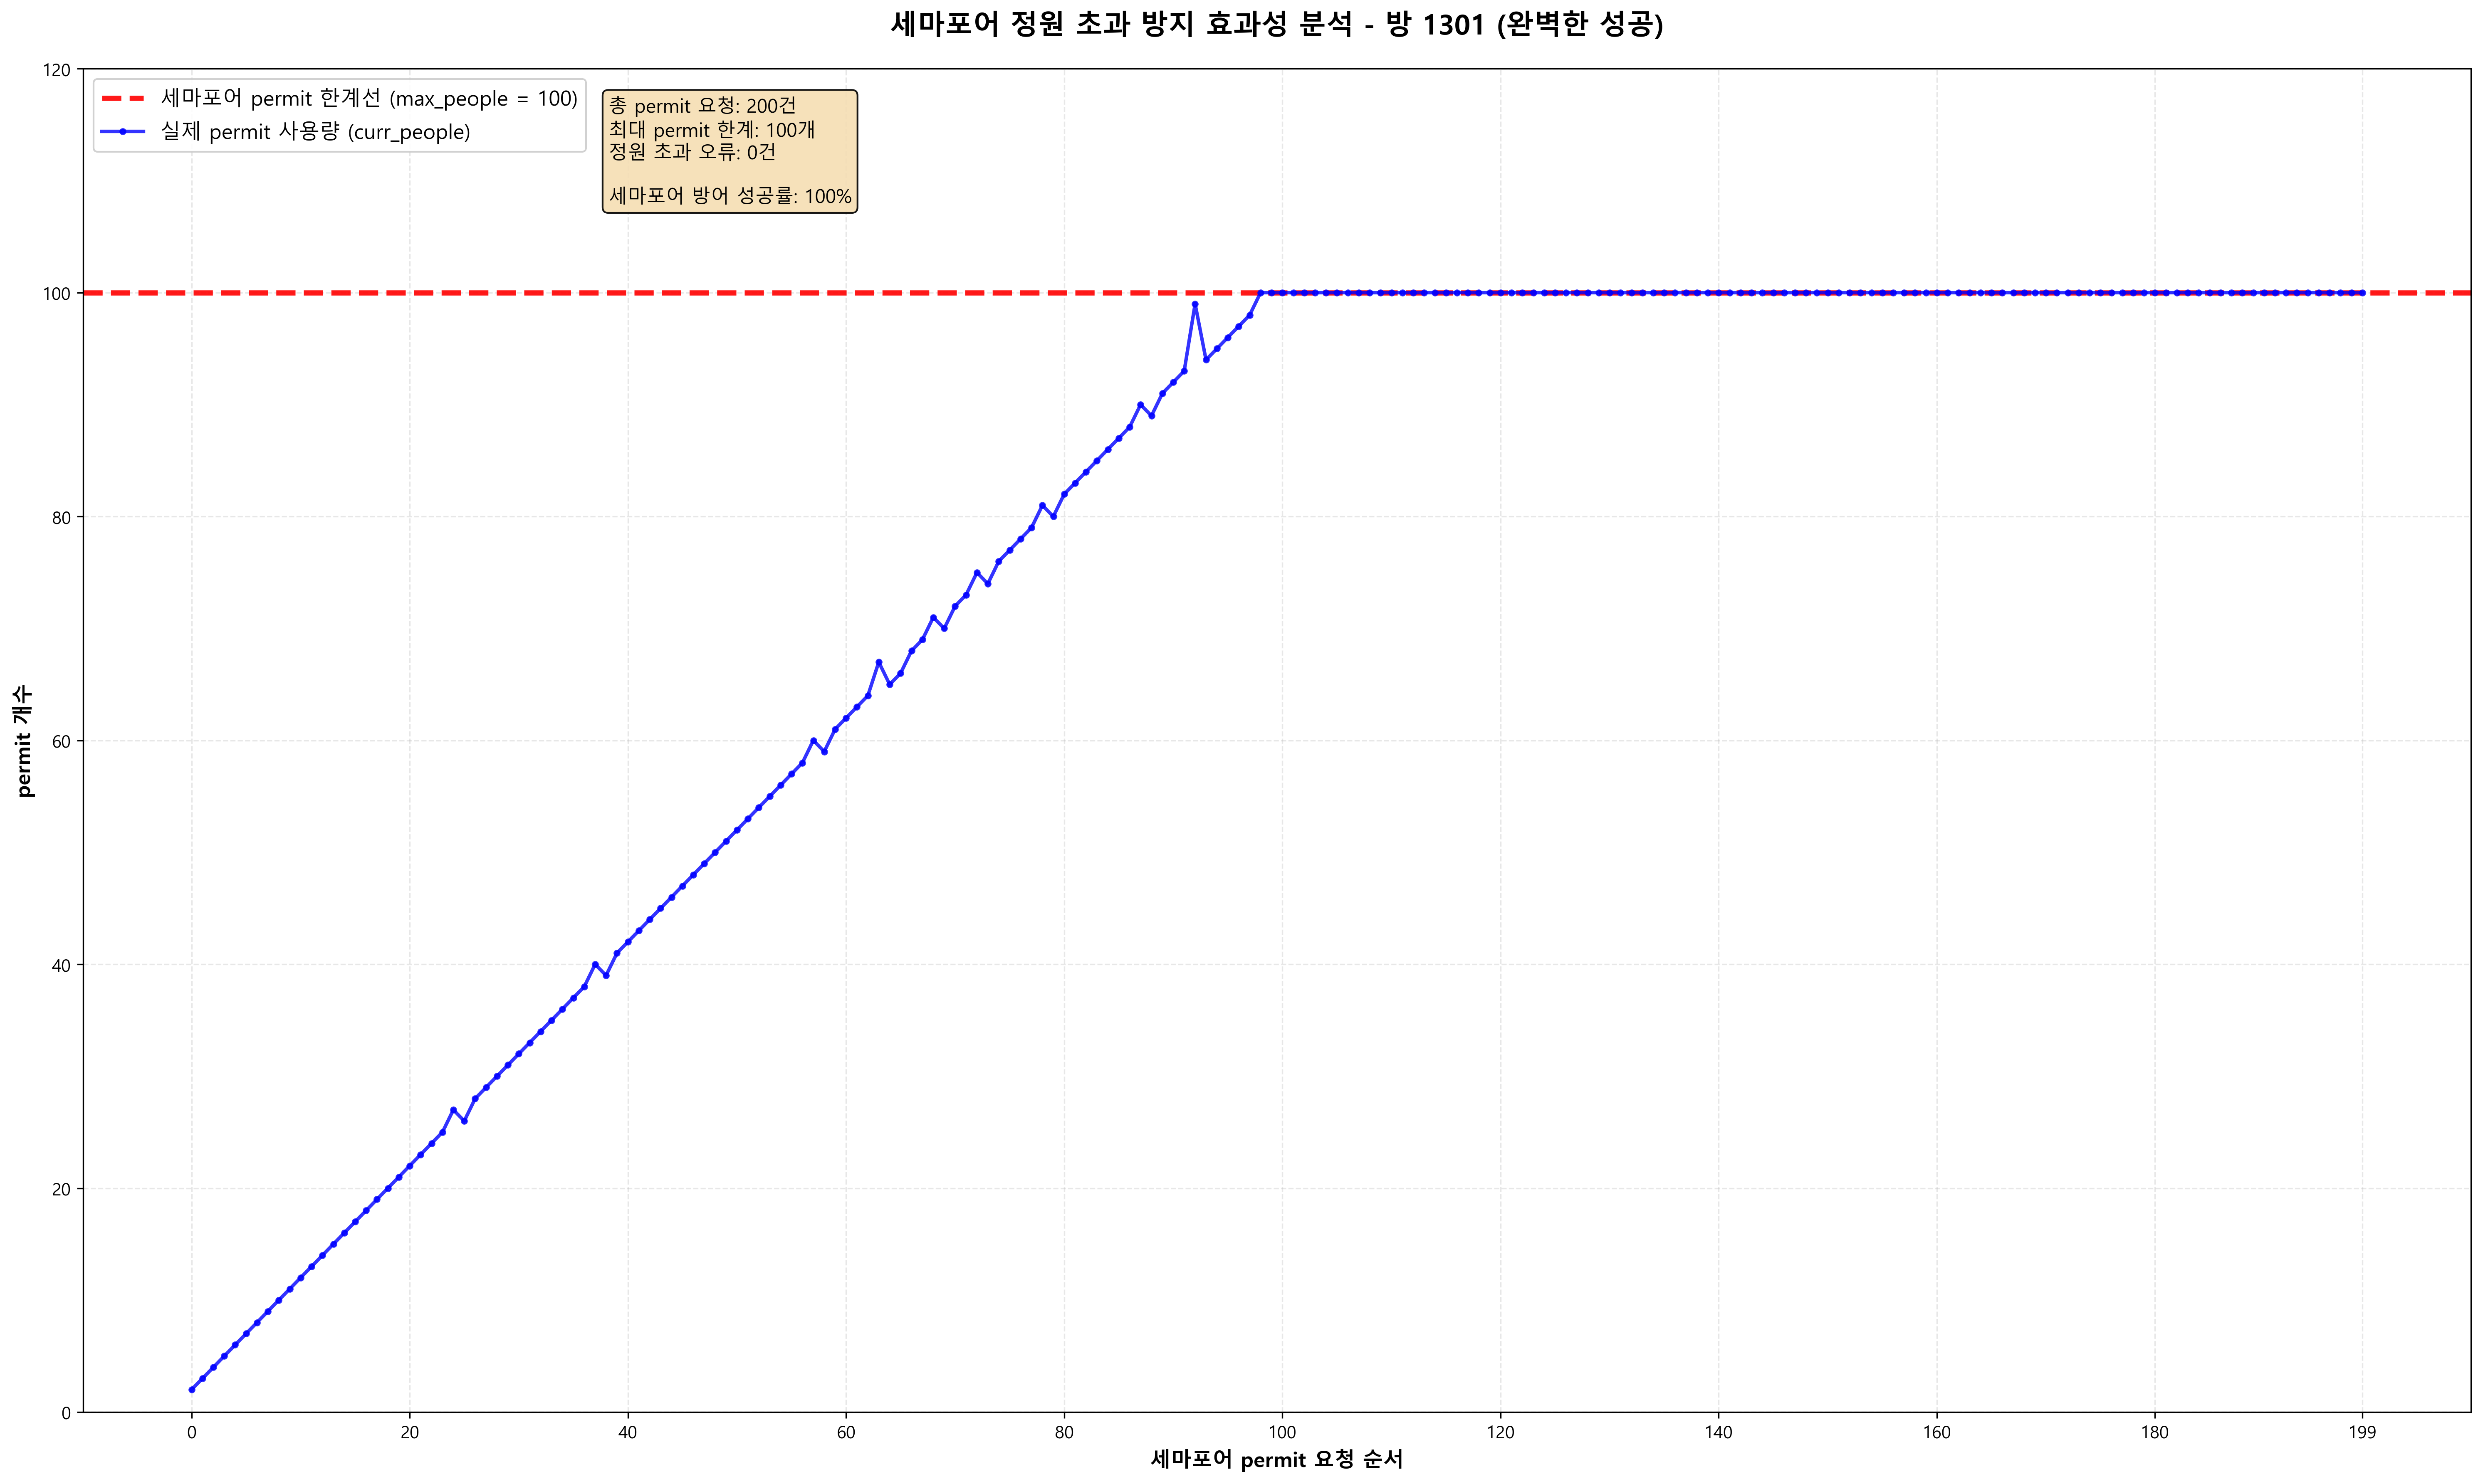 세마포어 정원 초과 방지 효과성 분석 - 방 1301 (완벽한 성공)
세마포어 permit 한계선 (max_people = 100)
실제 permit 사용량 (curr_people)
총 permit 요청: 200건
최대 permit 한계: 100개
정원 초과 오류: 0건
세마포어 방어 성공률: 100%
permit 개수
120
100
80
60
40
20
0
0 20 40 60 80 100 120 140 160 180 199
세마포어 permit 요청 순서